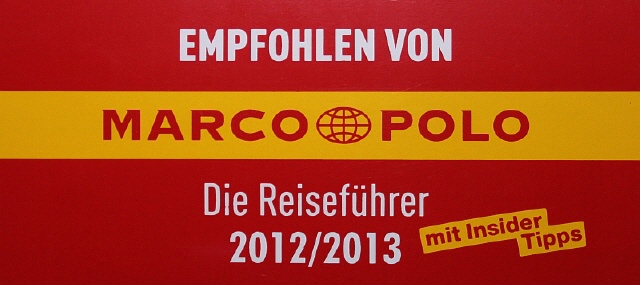 EMPFOHLEN VON
MARCO POLO
Die Reiseführer
2012/2013
mit Insider
Tipps